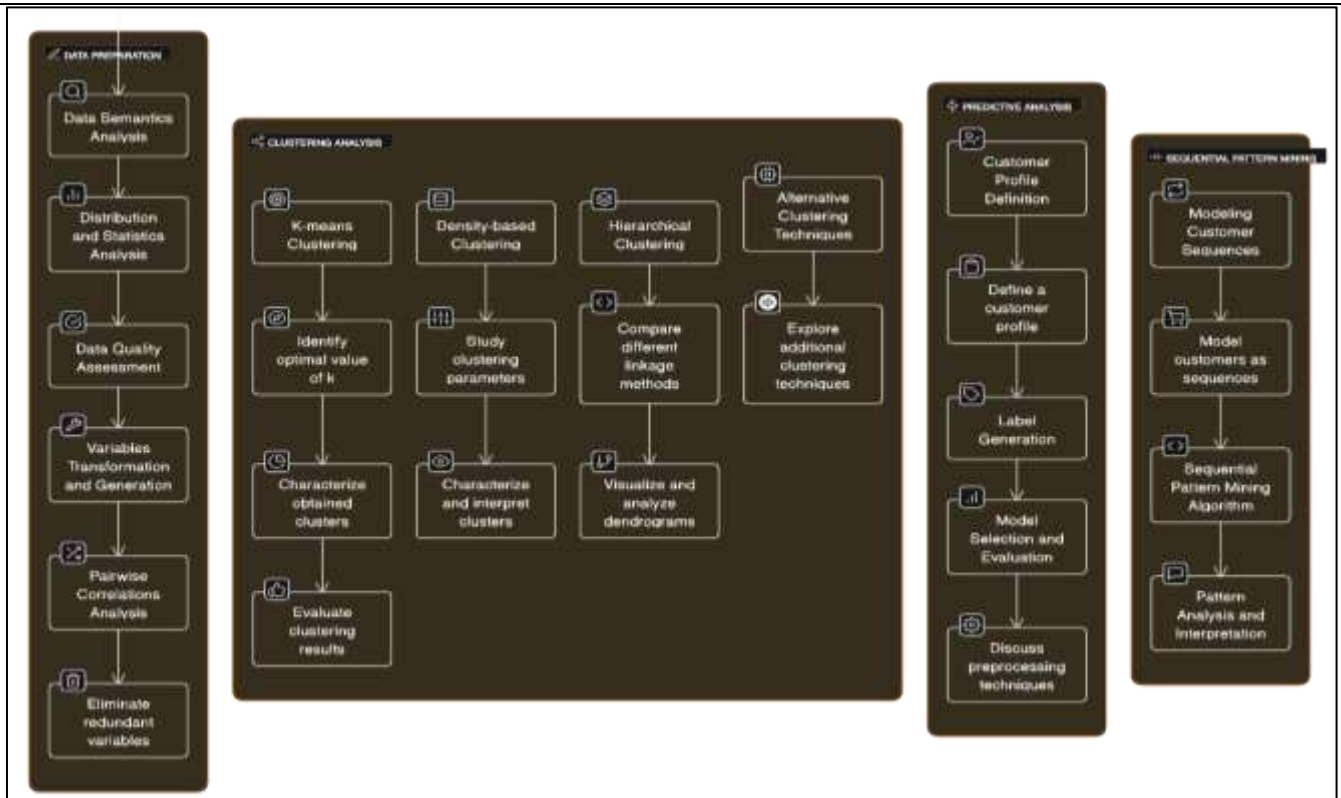 DATA PREPARATION
Data Semantics
Analysis
Distribution
and Statistics
Analysis
Data Quality
Assessment
Variables
Transformation
and Generation
Pairwise
Correlations
Analysis
Eliminate
redundant
variables
CLUSTERING ANALYSIS
K-means
Clustering
Identify
optimal value
of k
Characterize
obtained
clusters
Evaluate
clustering
results
Density-based
Clustering
Study
clustering
parameters
Characterize
and interpret
clusters
Hierarchical
Clustering
Compare
different
linkage
methods
Visualize and
analyze
dendrograms
Alternative
Clustering
Techniques
Explore
additional
clustering
techniques
PREDICTIVE ANALYSIS
Customer
Profile
Definition
Define a
customer
profile
Label
Generation
Model
Selection and
Evaluation
Discuss
preprocessing
techniques
SEQUENTIAL PATTERN MINING
Modeling
Customer
Sequences
Model
customers as
sequences
Sequential
Pattern Mining
Algorithm
Pattern
Analysis and
Interpretation